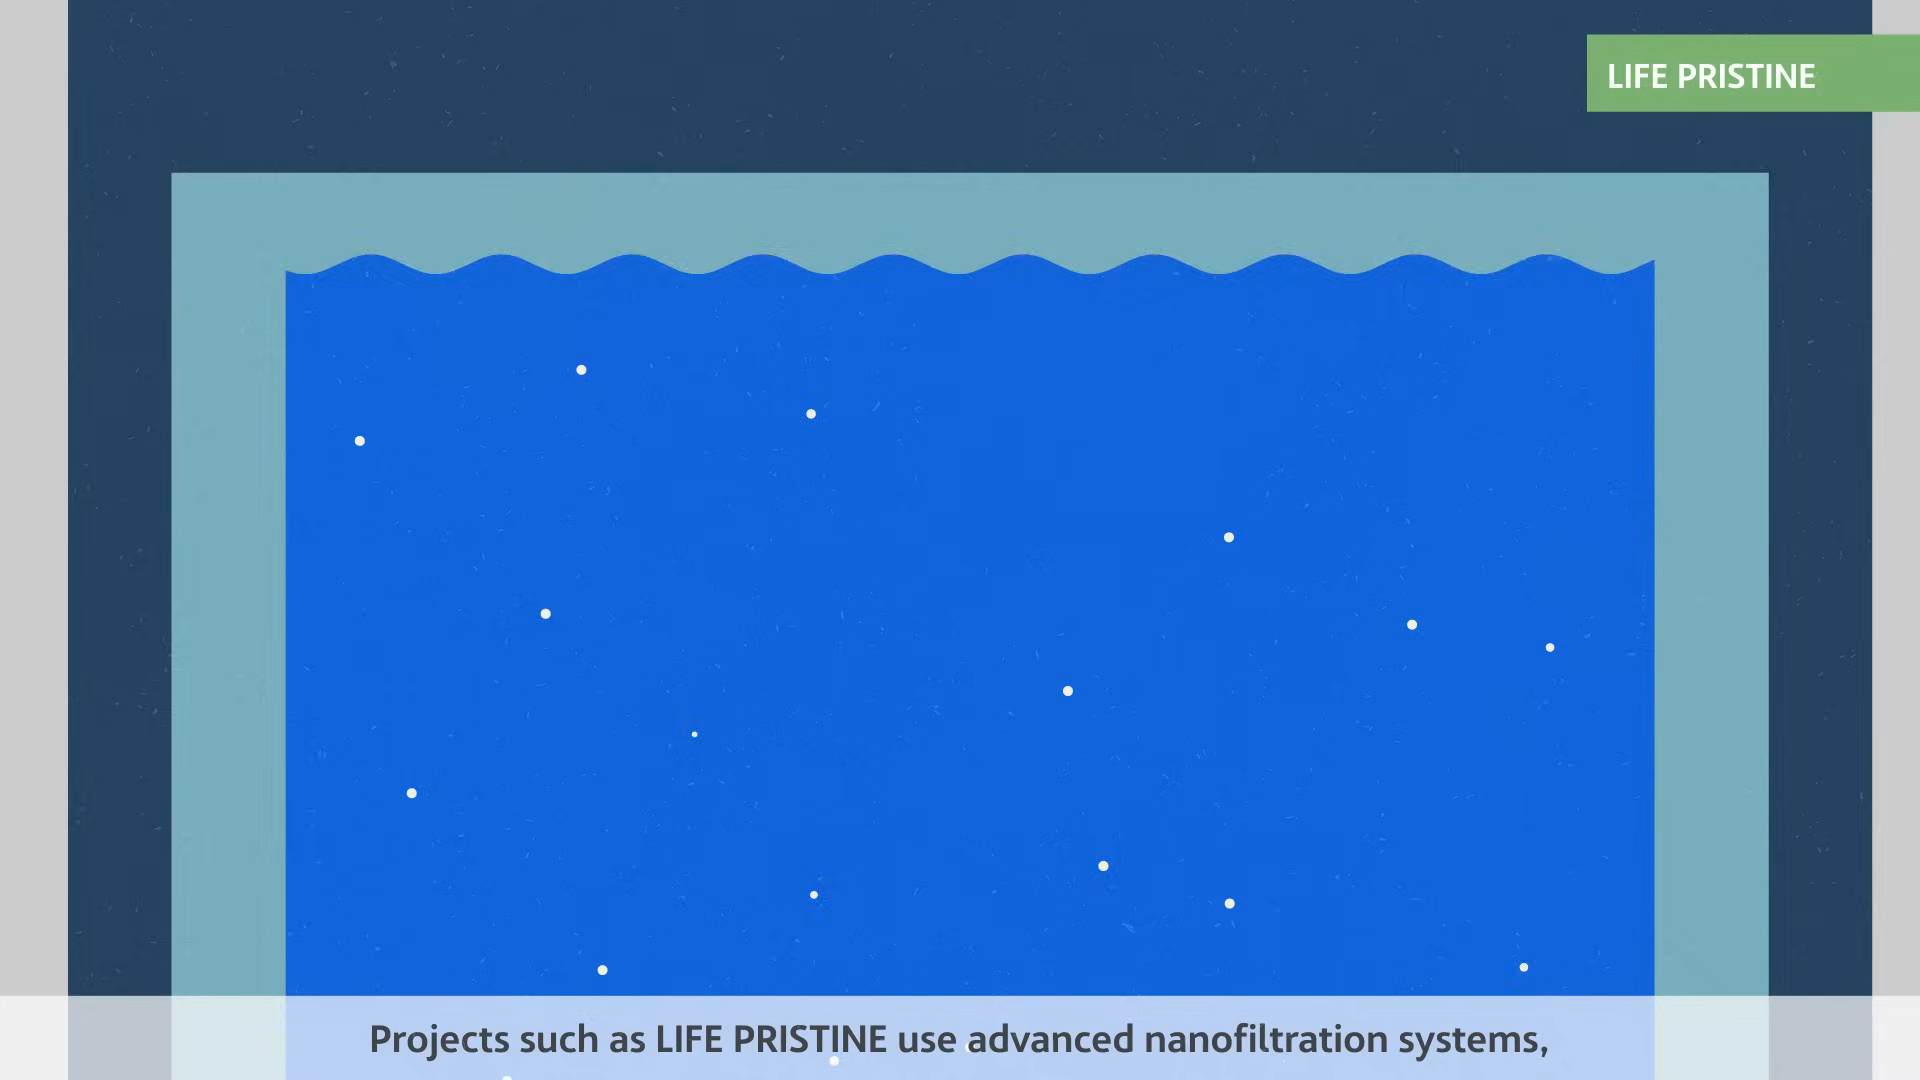 LIFE PRISTINE
Projects such as LIFE PRISTINE use advanced nanofiltration systems,